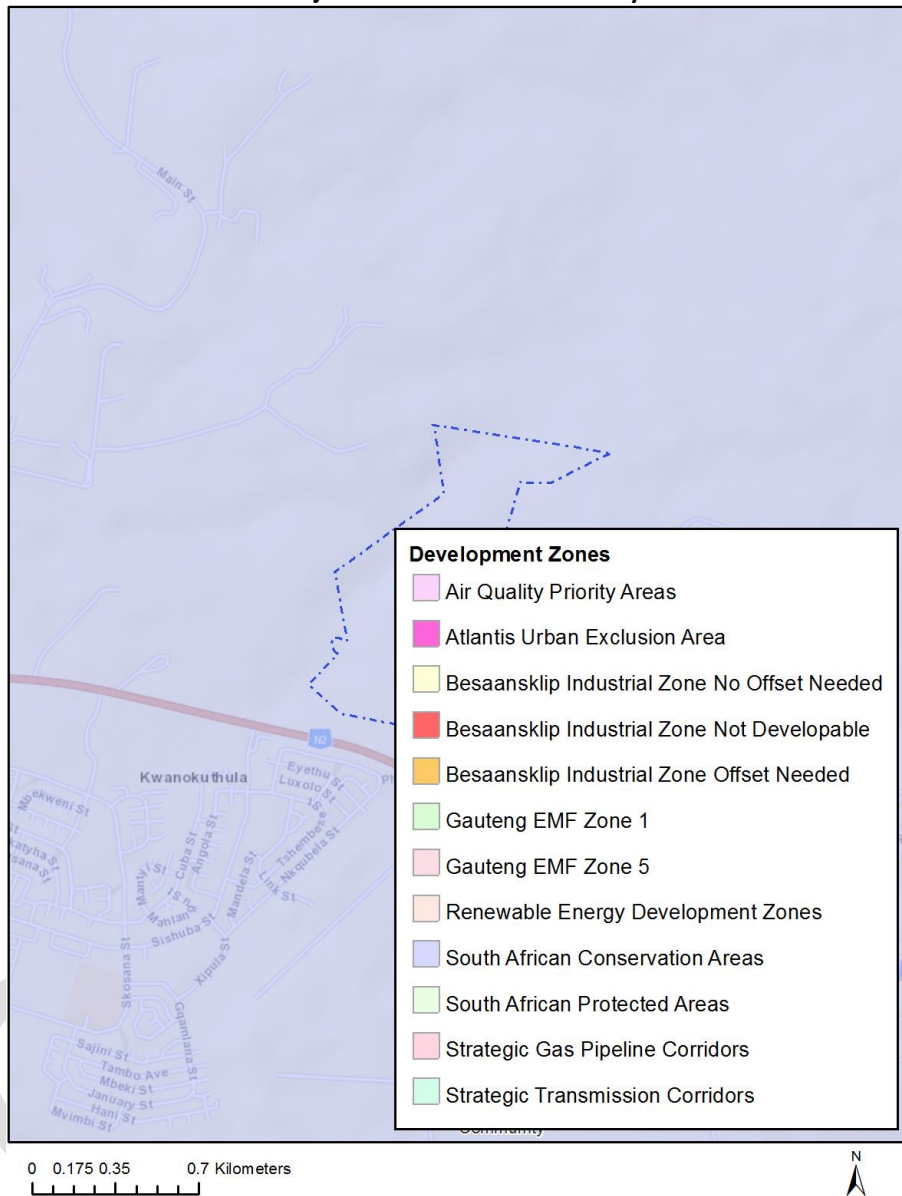 Main St
N2
Kwanokuthula
Eyethu St
Luxolo St
Mbekweni St
Cuba St
Angola St
Tshembese St
Nkqubela St
Mandela St
Link St
Sishuba St
Xipula St
Skosana St
Gqamlana St
Sajini St
Tambo Ave
Mbeki St
January St
Hani St
Mvimbi St
Development Zones
Air Quality Priority Areas
Atlantis Urban Exclusion Area
Besaansklip Industrial Zone No Offset Needed
Besaansklip Industrial Zone Not Developable
Besaansklip Industrial Zone Offset Needed
Gauteng EMF Zone 1
Gauteng EMF Zone 5
Renewable Energy Development Zones
South African Conservation Areas
South African Protected Areas
Strategic Gas Pipeline Corridors
Strategic Transmission Corridors
0 0.175 0.35 0.7 Kilometers
N